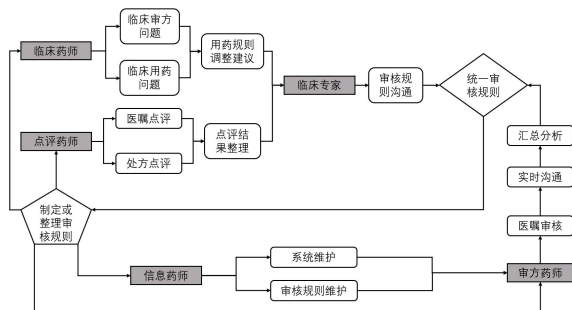 临床药师
临床审方
问题
临床用药
问题
用药规则
调整建议
点评药师
医嘱点评
处方点评
点评结
果整理
临床专家
审核规
则沟通
统一审
核规则
汇总分析
实时沟通
医嘱审核
审方药师
制定或
整理审
核规则
信息药师
系统维护
审核规则维护